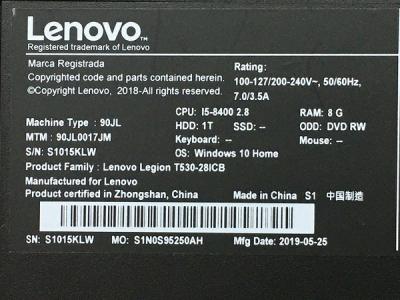 Lenovo™
Registered trademark of Lenovo
Marca Registrada
Copyrighted code and parts contained herein.
©Copyright Lenovo, 2018-All rights reserved.
Rating:
100-127/200-240V~, 50/60Hz,
7.0/3.5A
Machine Type : 90JL
MTM : 90JL0017JM
S/N: S1015KLW
CPU: I5-8400 2.8
HDD: 1T SSD: --
Keyboard: --
OS: Windows 10 Home
RAM: 8 G
ODD: DVD RW
Mouse: --
Product Family : Lenovo Legion T530-28ICB
Manufactured for Lenovo
Product certified in Zhongshan, China
Made in China S1 中国制造
SN: S1015KLW MO: S1N0S95250AH Mfg Date: 2019-05-25